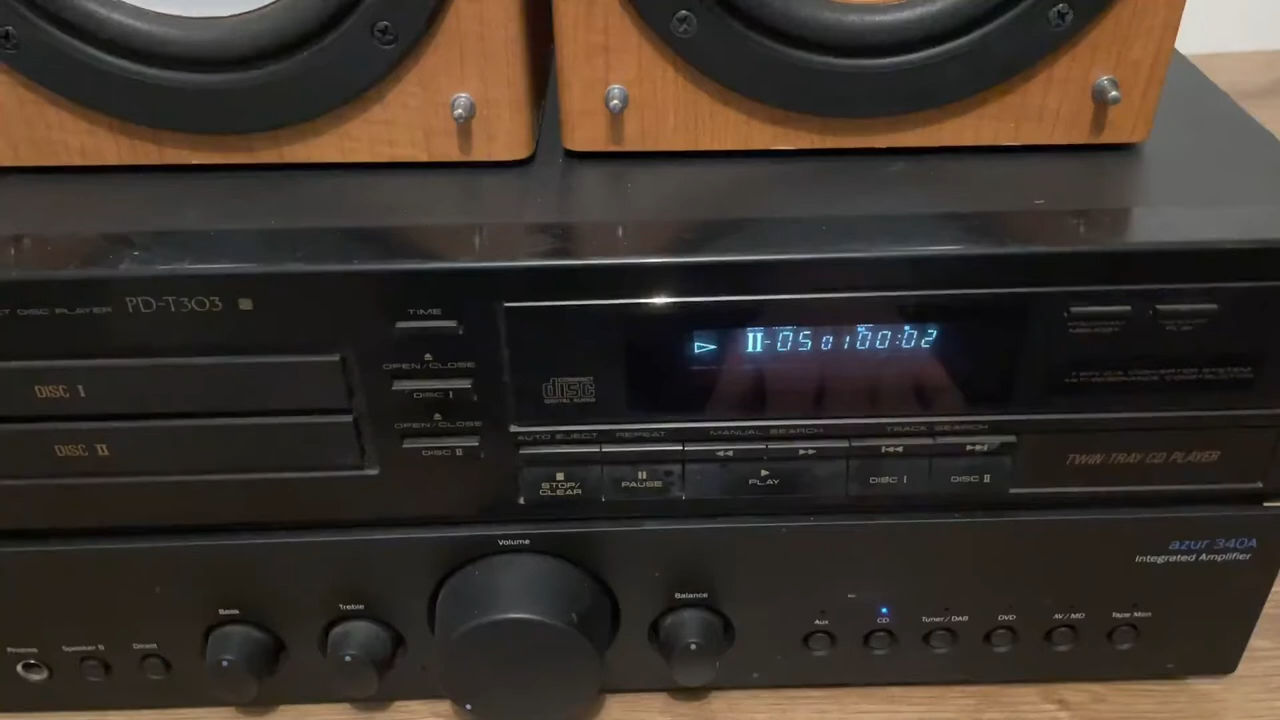 DISC PLAYER PD-T303
TIME
OPEN/CLOSE
DISC I
OPEN/CLOSE
DISC II
DISC I
DISC II
COMPACT
disc
DIGITAL AUDIO
II-05 01 00:02
AUTO EJECT REPEAT MANUAL SEARCH TRACK SEARCH
STOP/
CLEAR
PAUSE
PLAY
DISC I
DISC II
TWIN TRAY CD PLAYER
azur 340A
Integrated Amplifier
Volume
Bass
Treble
Balance
Phones
Speaker B
Direct
Aux
CD
Tuner/DAB
DVD
AV/MD
Tape Mon